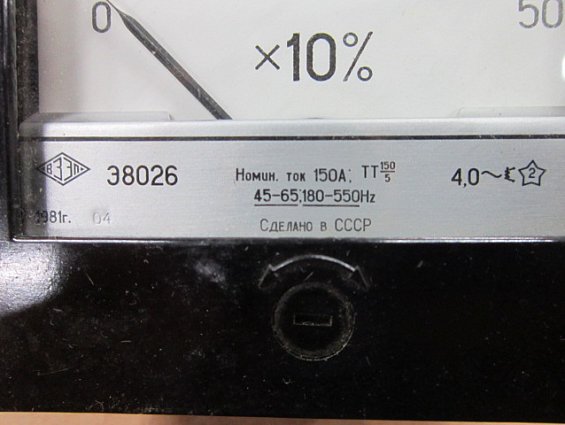 0
50
×10%
ВЗЭП Э8026 Номин. ток 150А; ТТ 150/5 4,0 ~ 2
45-65; 180-550Hz
1981г. 04
Сделано в СССР